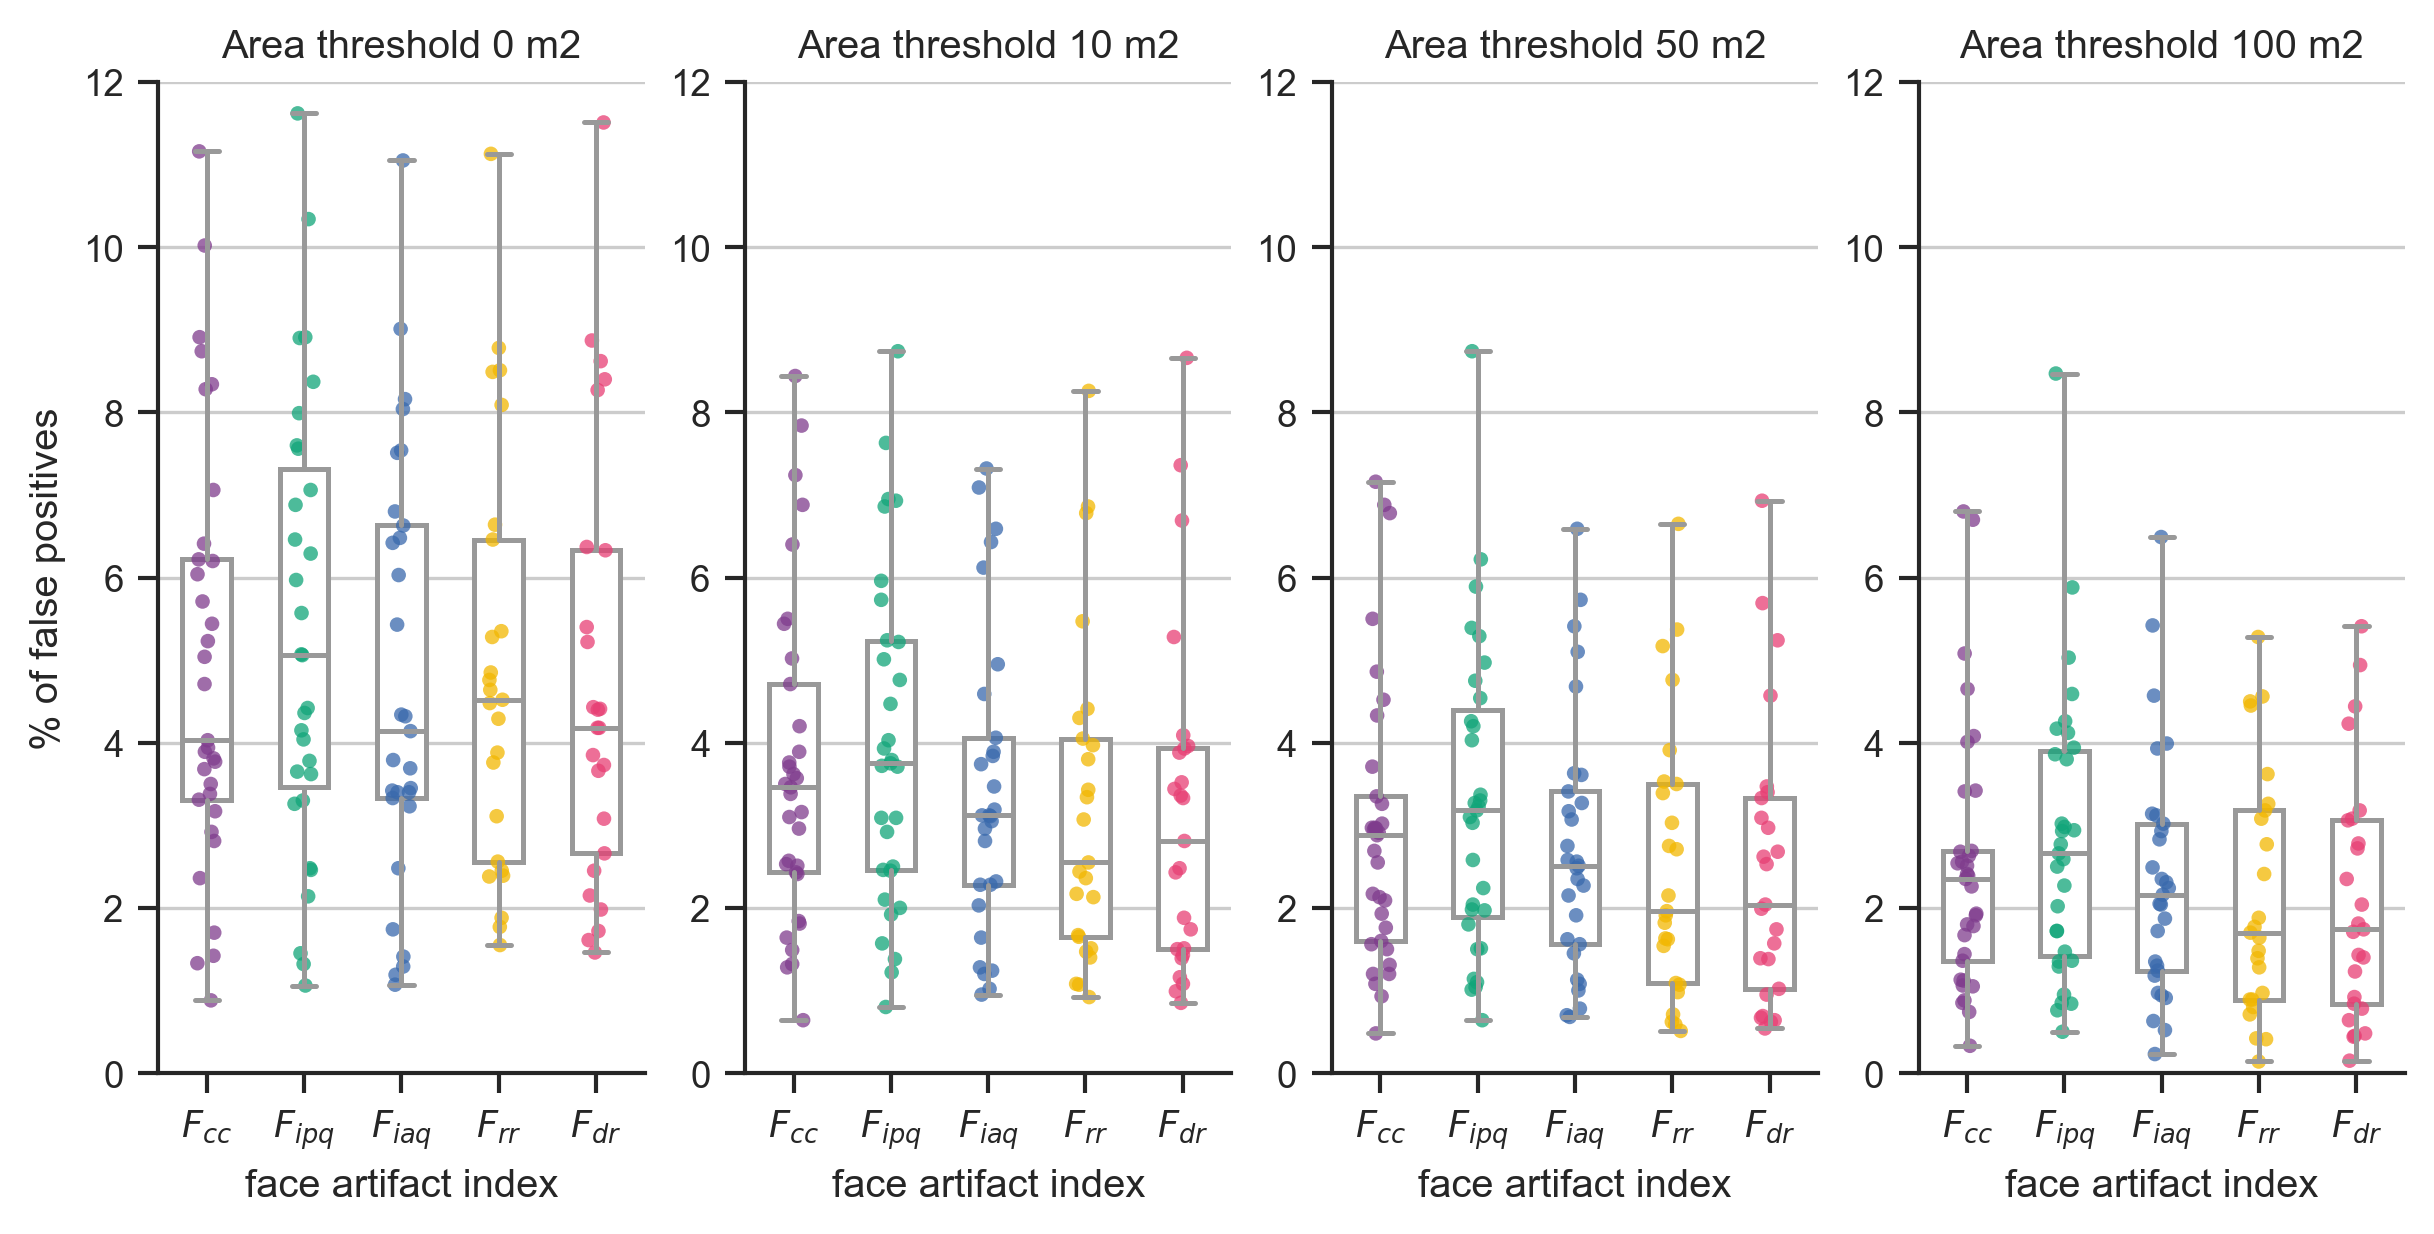 Area threshold 0 m2
Area threshold 10 m2
Area threshold 50 m2
Area threshold 100 m2
% of false positives
12
10
8
6
4
2
0
12
10
8
6
4
2
0
12
10
8
6
4
2
0
12
10
8
6
4
2
0
F_cc F_ipq F_iaq F_rr F_dr
F_cc F_ipq F_iaq F_rr F_dr
F_cc F_ipq F_iaq F_rr F_dr
F_cc F_ipq F_iaq F_rr F_dr
face artifact index
face artifact index
face artifact index
face artifact index